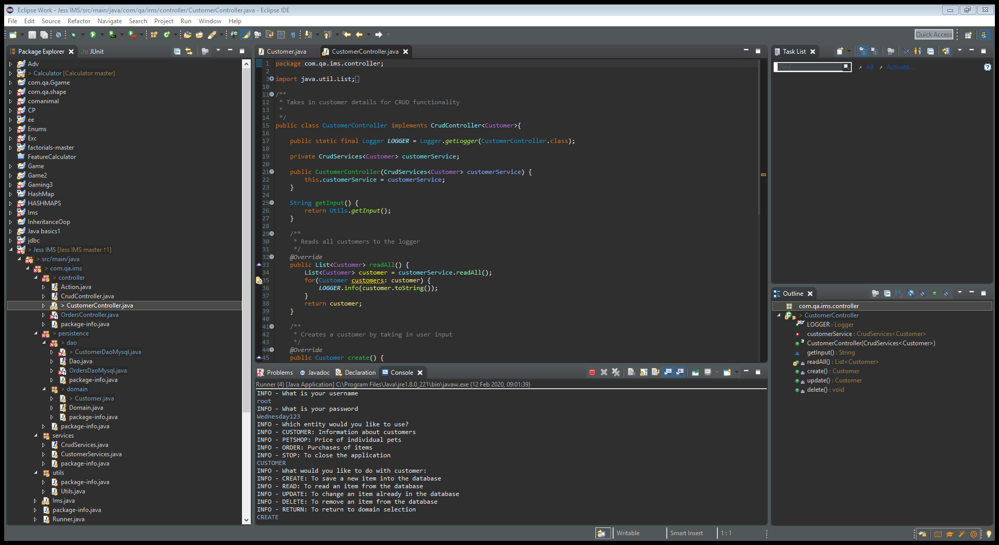 Eclipse Work - Jess IMS/src/main/java/com/qa/ims/controller/CustomerController.java - Eclipse IDE
File Edit Source Refactor Navigate Search Project Run Window Help
Quick Access
Package Explorer JUnit
Adv
> Calculator [Calculator master]
com.qa.Ggame
com.qa.shape
comanimal
CP
ee
Enums
Exc
factorials-master
FeatureCalculator
Game
Game2
Gaming3
HashMap
HASHMAPS
Ims
InheritanceOop
Java basics1
jdbc
> Jess IMS [Jess IMS master ↑1]
> src/main/java
> com.qa.ims
> controller
Action.java
CrudController.java
> CustomerController.java
OrdersController.java
package-info.java
> persistence
> dao
> CustomerDaoMysql.java
Dao.java
OrdersDaoMysql.java
package-info.java
> domain
> Customer.java
Domain.java
package-info.java
package-info.java
services
CrudServices.java
CustomerServices.java
package-info.java
utils
package-info.java
Utils.java
Ims.java
package-info.java
Runner.java
Customer.java CustomerController.java
1 package com.qa.ims.controller;
2
3 import java.util.List;
10
11 /**
12 * Takes in customer details for CRUD functionality
13 *
14 */
15 public class CustomerController implements CrudController<Customer>{
16
17 public static final Logger LOGGER = Logger.getLogger(CustomerController.class);
18
19 private CrudServices<Customer> customerService;
20
21 public CustomerController(CrudServices<Customer> customerService) {
22 this.customerService = customerService;
23 }
24
25 String getInput() {
26 return Utils.getInput();
27 }
28
29 /**
30 * Reads all customers to the logger
31 */
32 @Override
33 public List<Customer> readAll() {
34 List<Customer> customer = customerService.readAll();
35 for(Customer customers: customer) {
36 LOGGER.info(customer.toString());
37 }
38 return customer;
39 }
40
41 /**
42 * Creates a customer by taking in user input
43 */
44 @Override
45 public Customer create() {
Problems Javadoc Declaration Console
Runner (4) [Java Application] C:\Program Files\Java\jre1.8.0_221\bin\javaw.exe (12 Feb 2020, 09:01:39)
INFO - What is your username
root
INFO - What is your password
Wednesday123
INFO - Which entity would you like to use?
INFO - CUSTOMER: Information about customers
INFO - PETSHOP: Price of individual pets
INFO - ORDER: Purchases of items
INFO - STOP: To close the application
CUSTOMER
INFO - What would you like to do with customer:
INFO - CREATE: To save a new item into the database
INFO - READ: To read an item from the database
INFO - UPDATE: To change an item already in the database
INFO - DELETE: To remove an item from the database
INFO - RETURN: To return to domain selection
CREATE
Task List
Find All Activate...
Outline
com.qa.ims.controller
> CustomerController
LOGGER : Logger
customerService : CrudServices<Customer>
CustomerController(CrudServices<Customer>)
getInput() : String
readAll() : List<Customer>
create() : Customer
update() : Customer
delete() : void
Writable Smart Insert 1 : 1